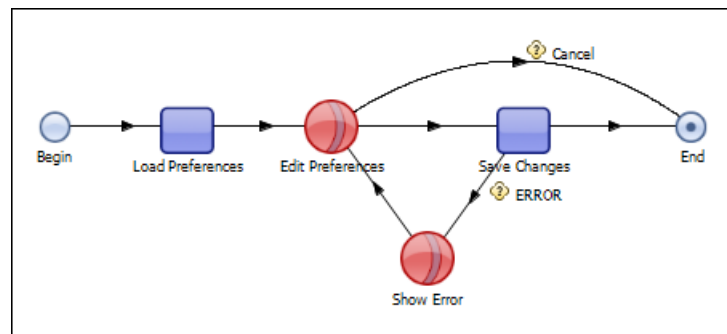 ? Cancel
Begin
Load Preferences
Edit Preferences
Save Changes
End
? ERROR
Show Error